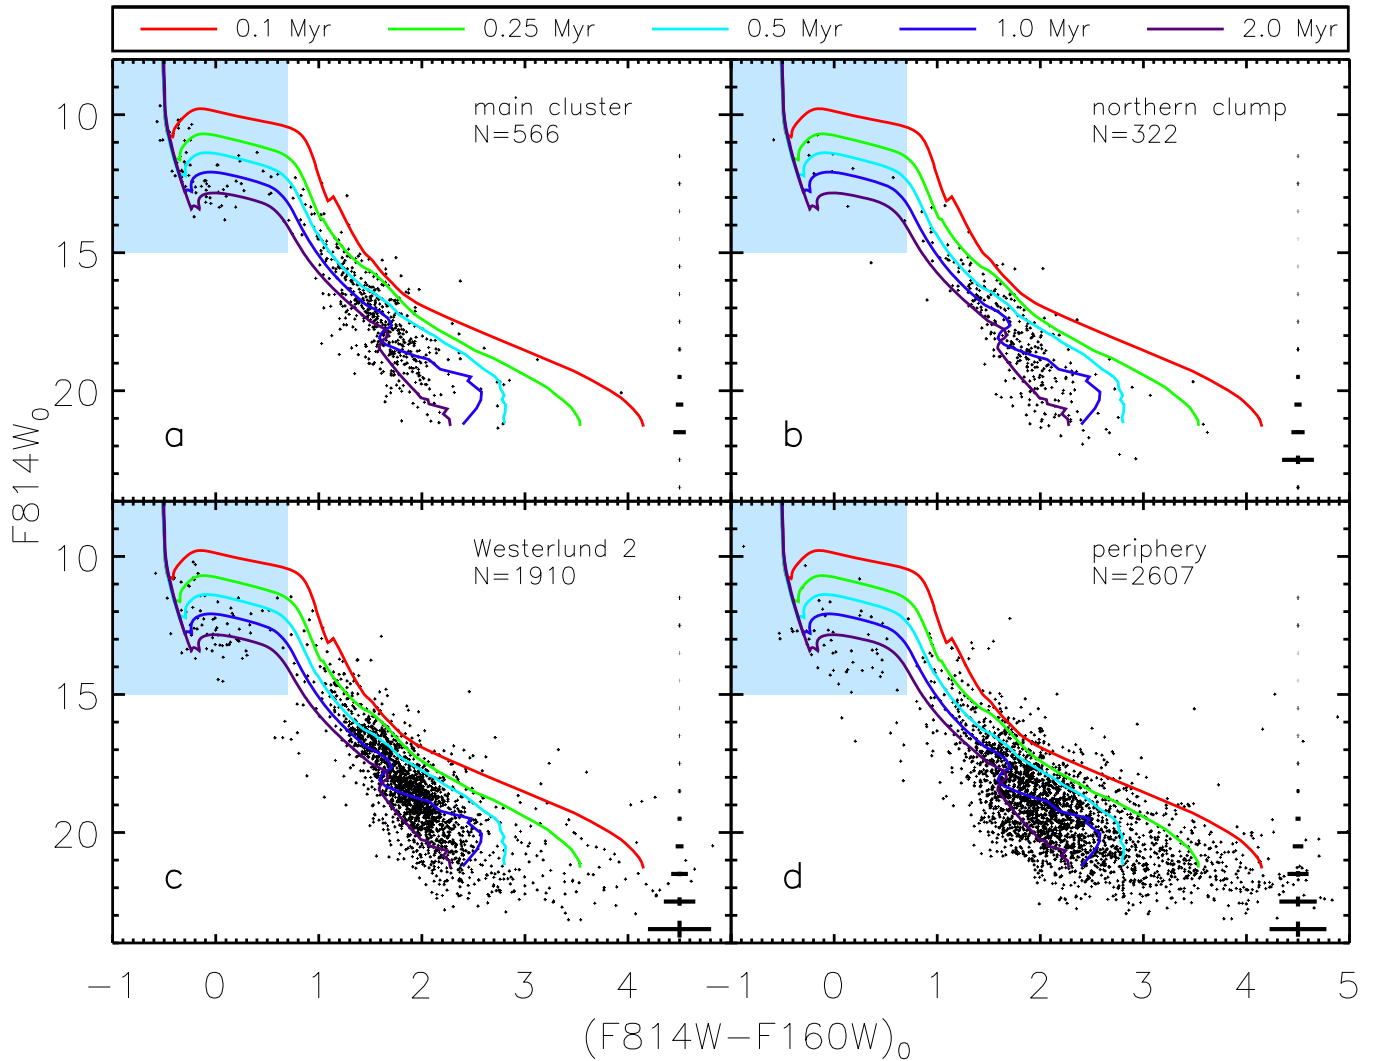 0.1 Myr 0.25 Myr 0.5 Myr 1.0 Myr 2.0 Myr
main cluster
N=566
northern clump
N=322
10
15
20
a
b
Westerlund 2
N=1910
periphery
N=2607
10
15
20
c
d
F814W₀
−1 0 1 2 3 4 −1 0 1 2 3 4 5
(F814W−F160W)₀